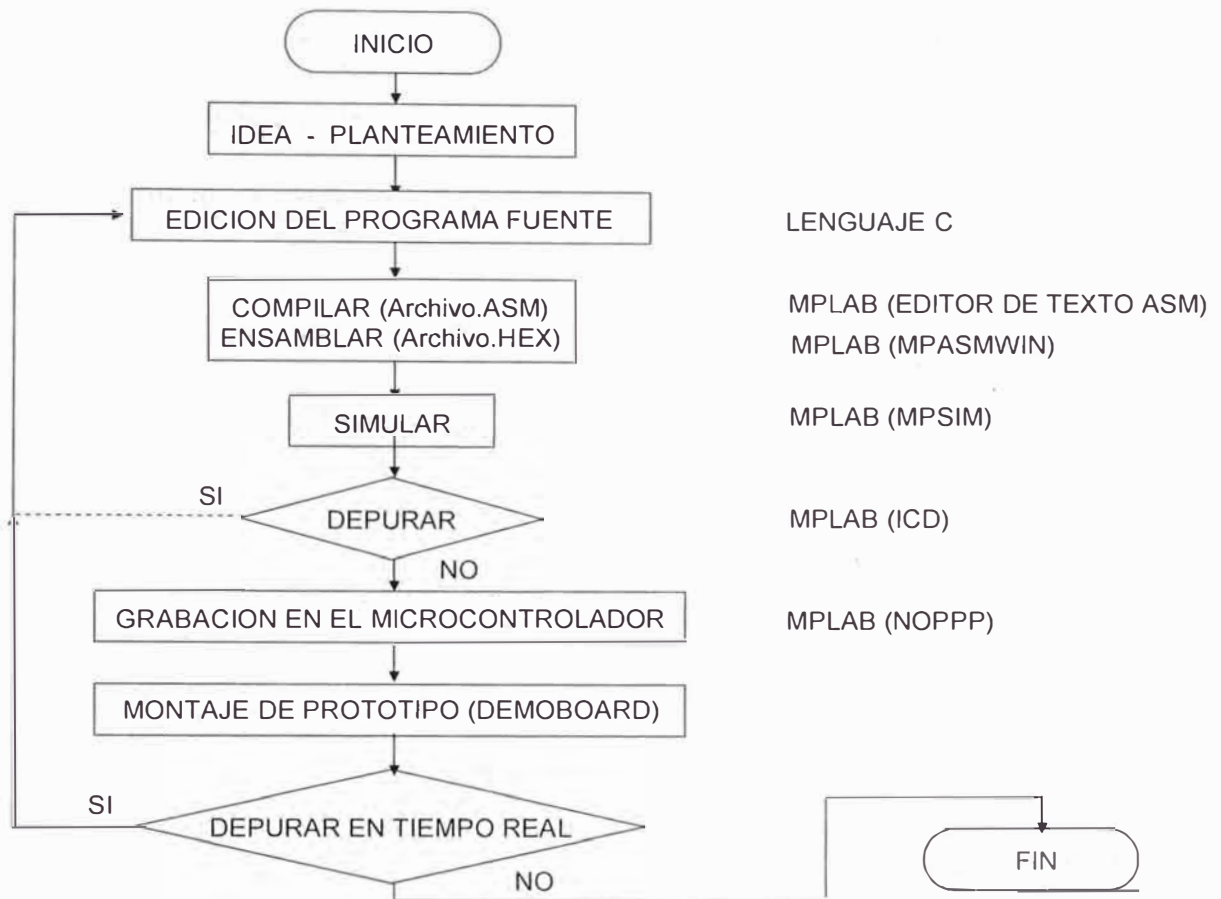 INICIO
IDEA - PLANTEAMIENTO
EDICION DEL PROGRAMA FUENTE
LENGUAJE C
COMPILAR (Archivo.ASM)
MPLAB (EDITOR DE TEXTO ASM)
ENSAMBLAR (Archivo.HEX)
MPLAB (MPASMWIN)
SIMULAR
MPLAB (MPSIM)
SI
DEPURAR
MPLAB (ICD)
NO
GRABACION EN EL MICROCONTROLADOR
MPLAB (NOPPP)
MONTAJE DE PROTOTIPO (DEMOBOARD)
SI
DEPURAR EN TIEMPO REAL
FIN
NO